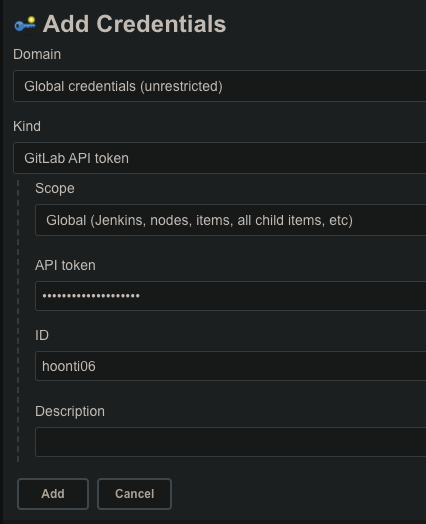 Add Credentials
Domain
Global credentials (unrestricted)
Kind
GitLab API token
Scope
Global (Jenkins, nodes, items, all child items, etc)
API token
••••••••••••••••••••
ID
hoonti06
Description
Add Cancel